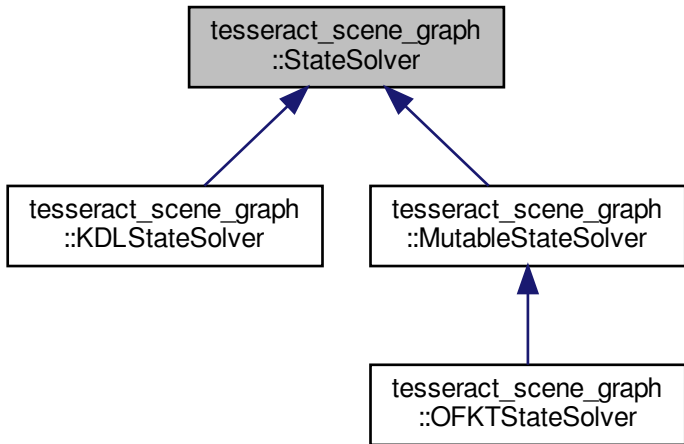 tesseract_scene_graph
::StateSolver
tesseract_scene_graph
::KDLStateSolver
tesseract_scene_graph
::MutableStateSolver
tesseract_scene_graph
::OFKTStateSolver